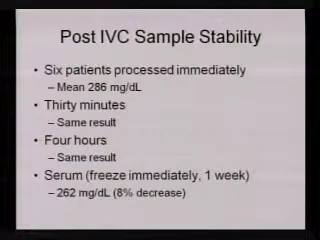 Post IVC Sample Stability
• Six patients processed immediately
– Mean 286 mg/dL
• Thirty minutes
– Same result
• Four hours
– Same result
• Serum (freeze immediately, 1 week)
– 262 mg/dL (8% decrease)